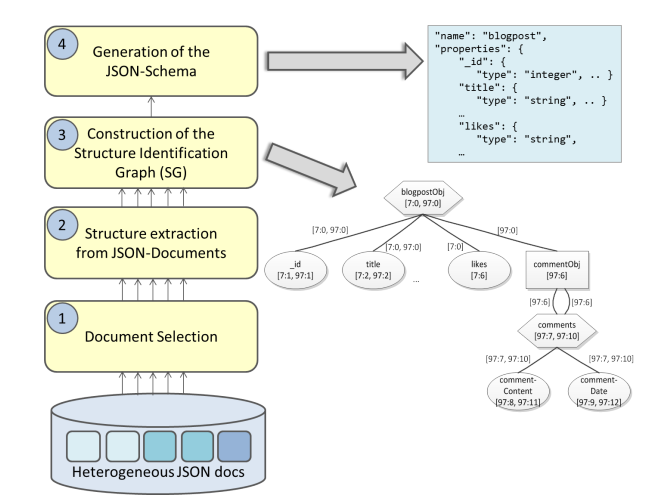 4
Generation of the
JSON-Schema
"name": "blogpost",
"properties": {
"_id": {
"type": "integer", .. }
"title": {
"type": "string", .. }
…
"likes": {
"type": "string",
…
3
Construction of the
Structure Identification
Graph (SG)
2
Structure extraction
from JSON-Documents
1
Document Selection
Heterogeneous JSON docs
blogpostObj
[7:0, 97:0]
[7:0, 97:0]
[7:0, 97:0]
[7:0]
[97:0]
_id
[7:1, 97:1]
title
[7:2, 97:2]
...
likes
[7:6]
commentObj
[97:6]
[97:6]
[97:6]
comments
[97:7, 97:10]
[97:7, 97:10]
[97:7, 97:10]
comment-
Content
[97:8, 97:11]
comment-
Date
[97:9, 97:12]